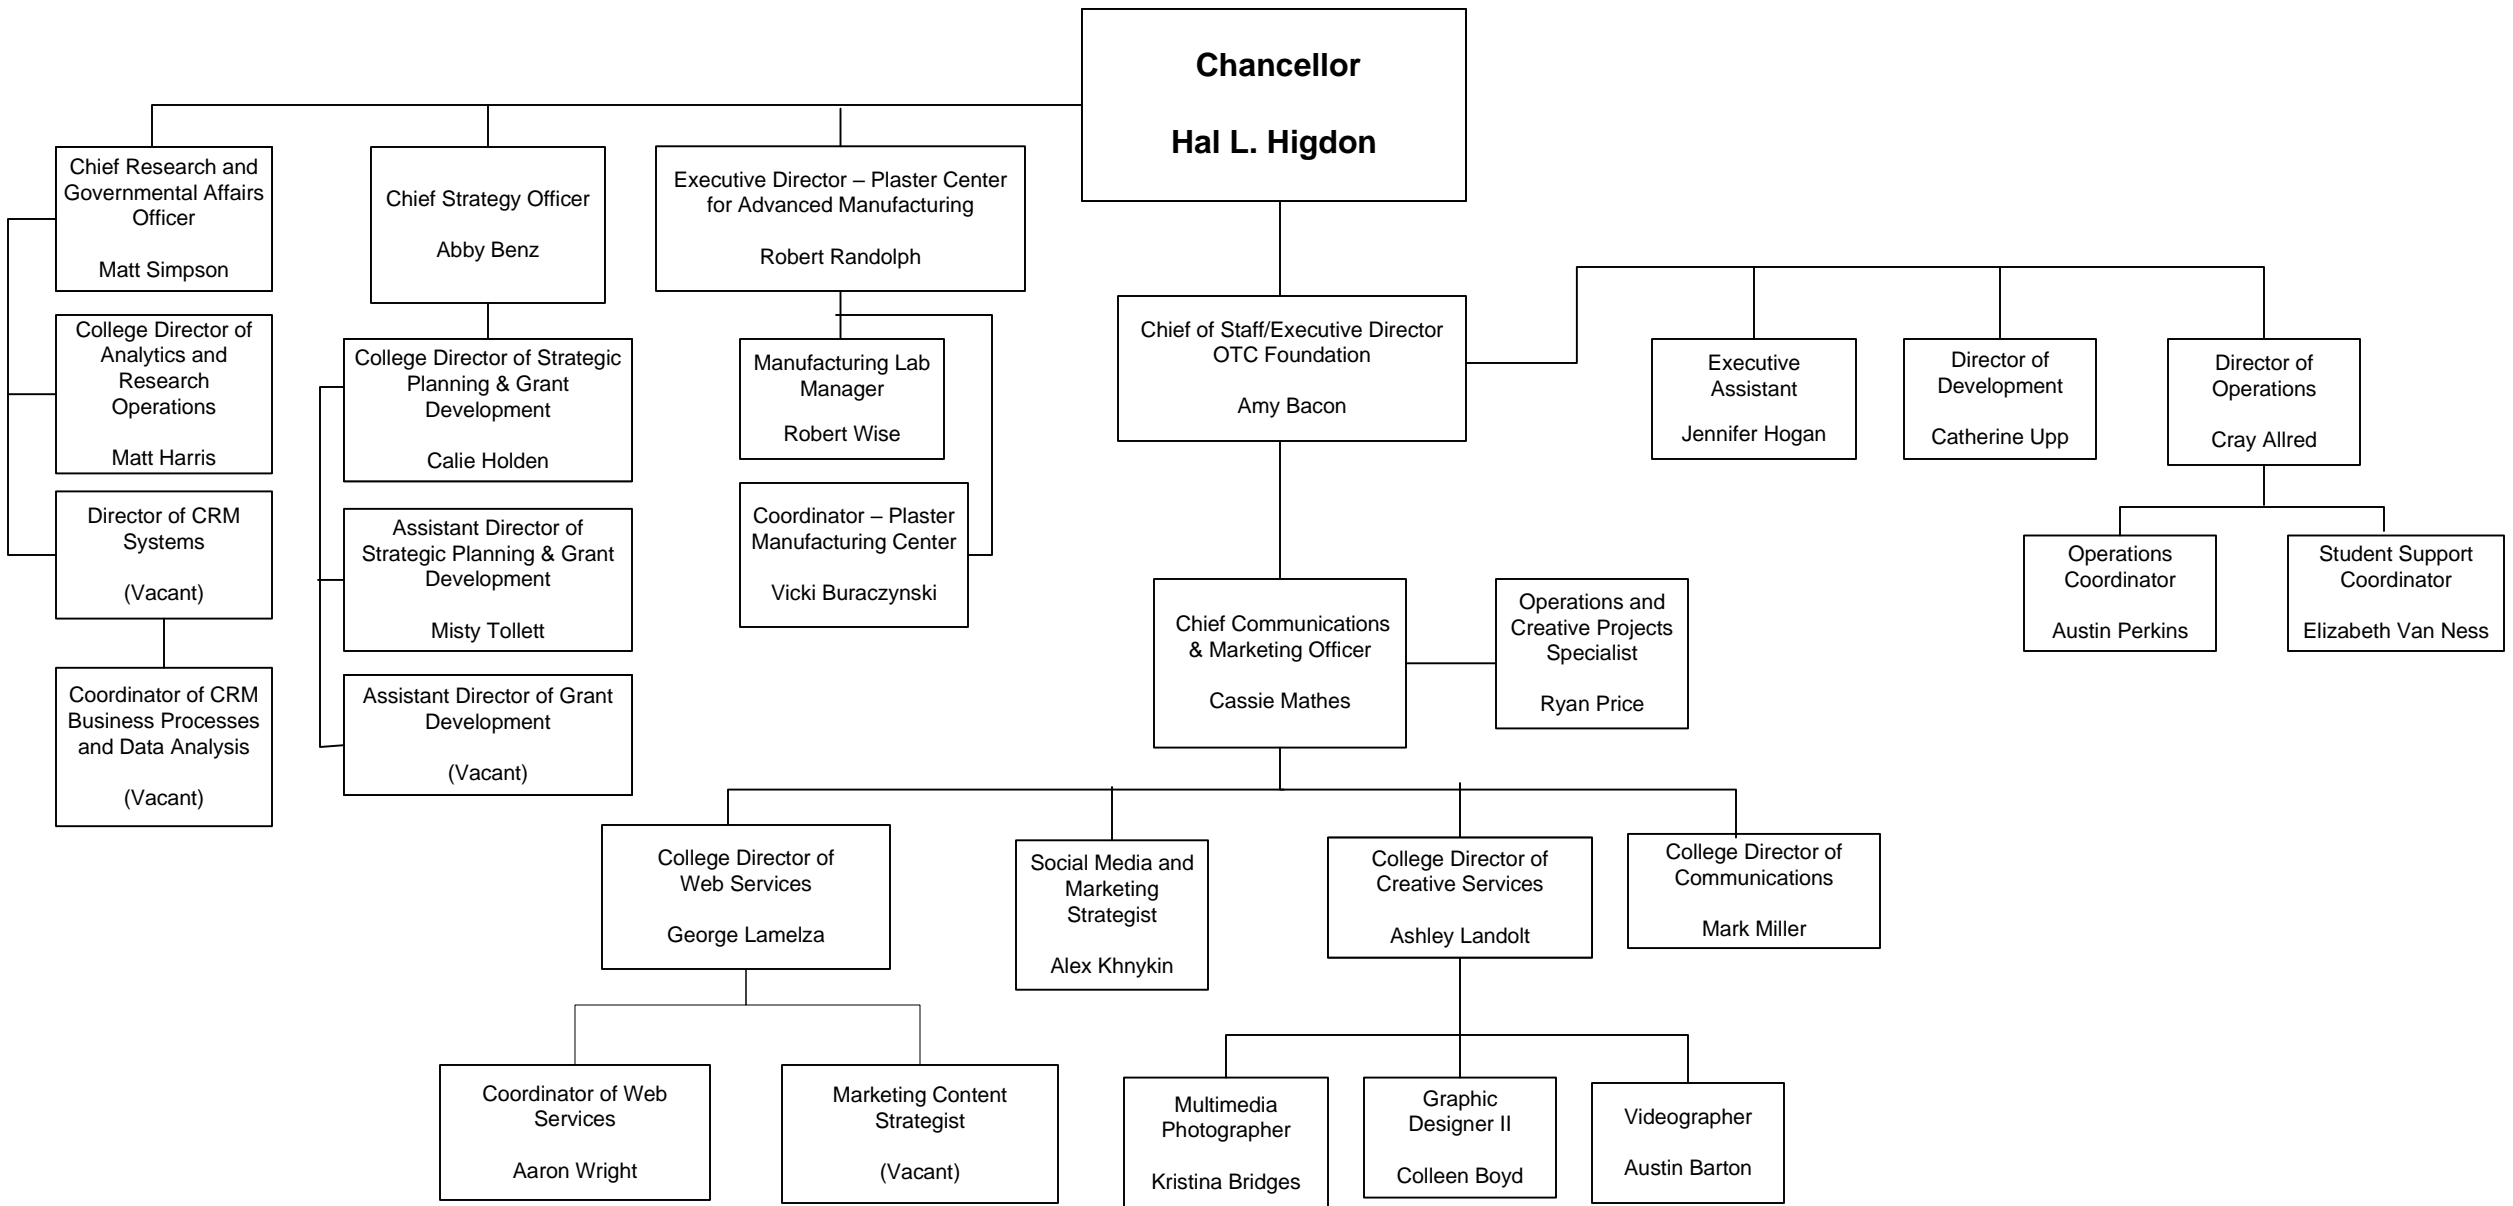 Chancellor
Hal L. Higdon
Chief Research and
Governmental Affairs
Officer
Matt Simpson
Chief Strategy Officer
Abby Benz
Executive Director – Plaster Center
for Advanced Manufacturing
Robert Randolph
College Director of
Analytics and
Research
Operations
Matt Harris
Director of CRM
Systems
(Vacant)
Coordinator of CRM
Business Processes
and Data Analysis
(Vacant)
College Director of Strategic
Planning & Grant
Development
Calie Holden
Assistant Director of
Strategic Planning & Grant
Development
Misty Tollett
Assistant Director of Grant
Development
(Vacant)
Manufacturing Lab
Manager
Robert Wise
Coordinator – Plaster
Manufacturing Center
Vicki Buraczynski
Chief of Staff/Executive Director
OTC Foundation
Amy Bacon
Executive
Assistant
Jennifer Hogan
Director of
Development
Catherine Upp
Director of
Operations
Cray Allred
Operations
Coordinator
Austin Perkins
Student Support
Coordinator
Elizabeth Van Ness
Chief Communications
& Marketing Officer
Cassie Mathes
Operations and
Creative Projects
Specialist
Ryan Price
College Director of
Web Services
George Lamelza
Social Media and
Marketing
Strategist
Alex Khnykin
College Director of
Creative Services
Ashley Landolt
College Director of
Communications
Mark Miller
Coordinator of Web
Services
Aaron Wright
Marketing Content
Strategist
(Vacant)
Multimedia
Photographer
Kristina Bridges
Graphic
Designer II
Colleen Boyd
Videographer
Austin Barton